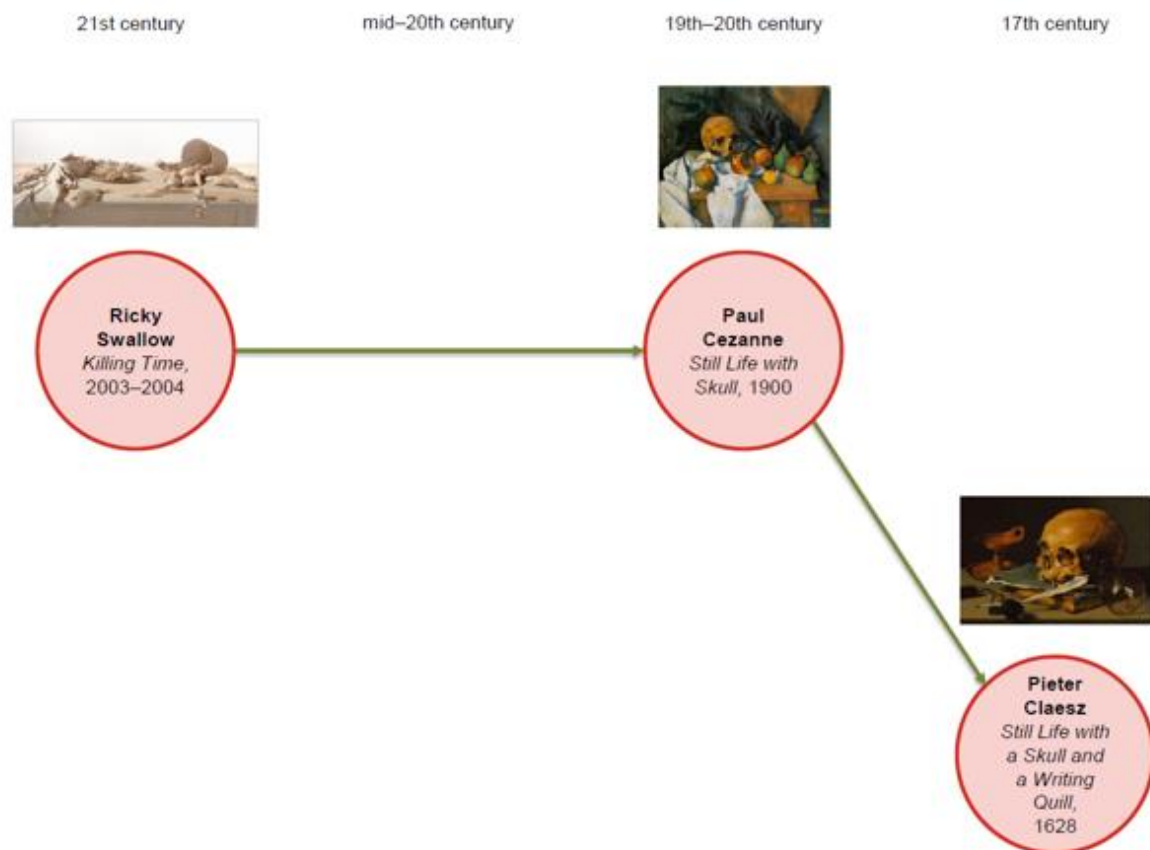 21st century
mid–20th century
19th–20th century
17th century
Ricky
Swallow
Killing Time,
2003–2004
Paul
Cezanne
Still Life with
Skull, 1900
Pieter
Claesz
Still Life with
a Skull and
a Writing
Quill,
1628